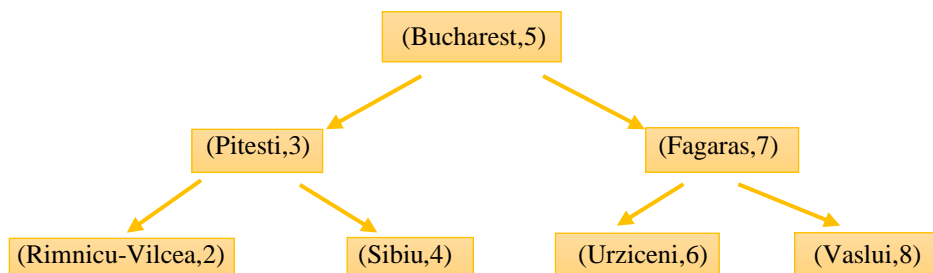 (Bucharest,5)
(Pitesti,3)
(Fagaras,7)
(Rimnicu-Vilcea,2)
(Sibiu,4)
(Urziceni,6)
(Vaslui,8)